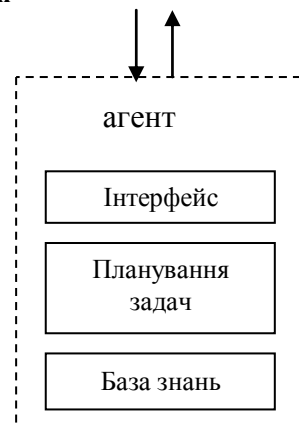 агент
Інтерфейс
Планування
задач
База знань